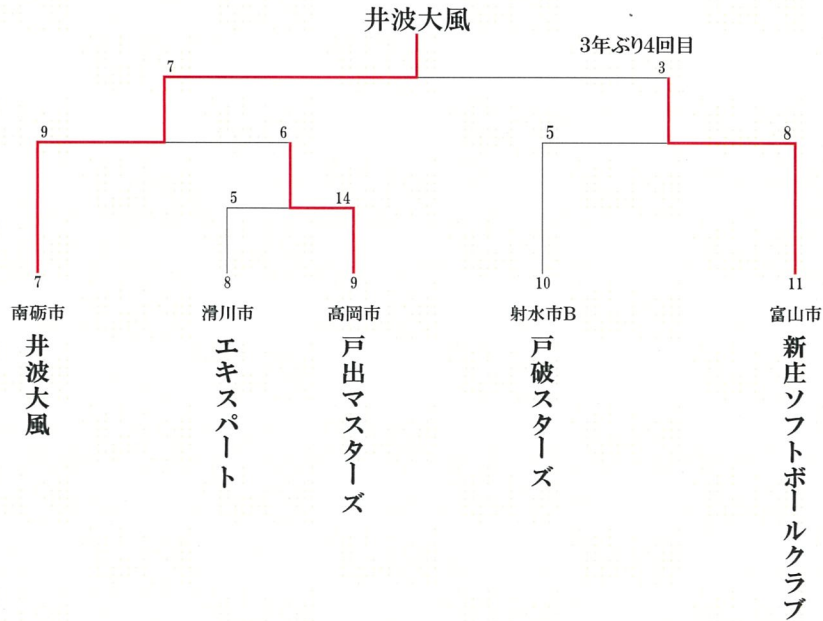 井波大風
3年ぶり4回目
7
3
9
6
5
8
5
14
7
8
9
10
11
南砺市
滑川市
高岡市
射水市B
富山市
井波大風
エキスパート
戸出マスターズ
戸破スターズ
新庄ソフトボールクラブ